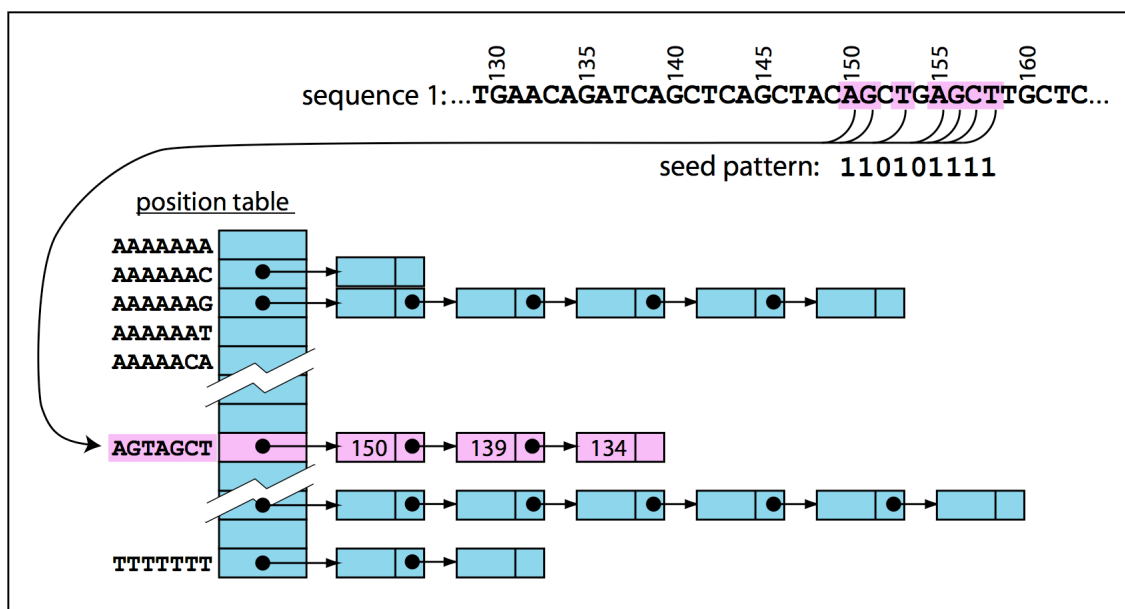 130 135 140 145 150 155 160
sequence 1:...TGAACAGATCAGCTCAGCTACAGCTGAGCTTGCTC...
seed pattern: 110101111
position table
AAAAAAA
AAAAAAC
AAAAAAG
AAAAAAT
AAAAACA
AGTAGCT 150 139 134
TTTTTTT